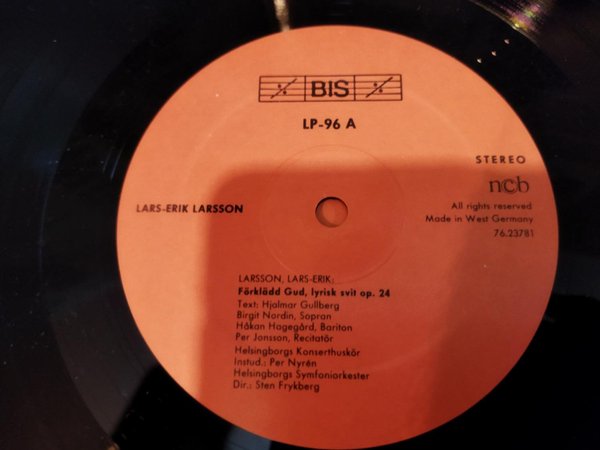 BIS
LP-96 A
STEREO
ncb
All rights reserved
Made in West Germany
76.23781
LARS-ERIK LARSSON
LARSSON, LARS-ERIK:
Förklädd Gud, lyrisk svit op. 24
Text: Hjalmar Gullberg
Birgit Nordin, Sopran
Håkan Hagegård, Bariton
Per Jonsson, Recitatör
Helsingborgs Konserthuskör
Instud.: Per Nyrén
Helsingborgs Symfoniorkester
Dir.: Sten Frykberg